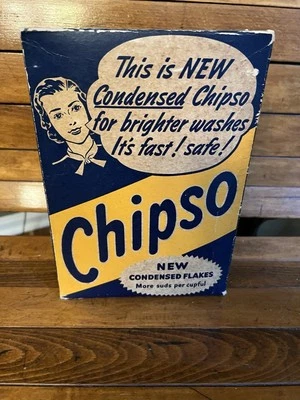 This is NEW
Condensed Chipso
for brighter washes
It's fast! safe!
Chipso
NEW
CONDENSED FLAKES
More suds per cupful